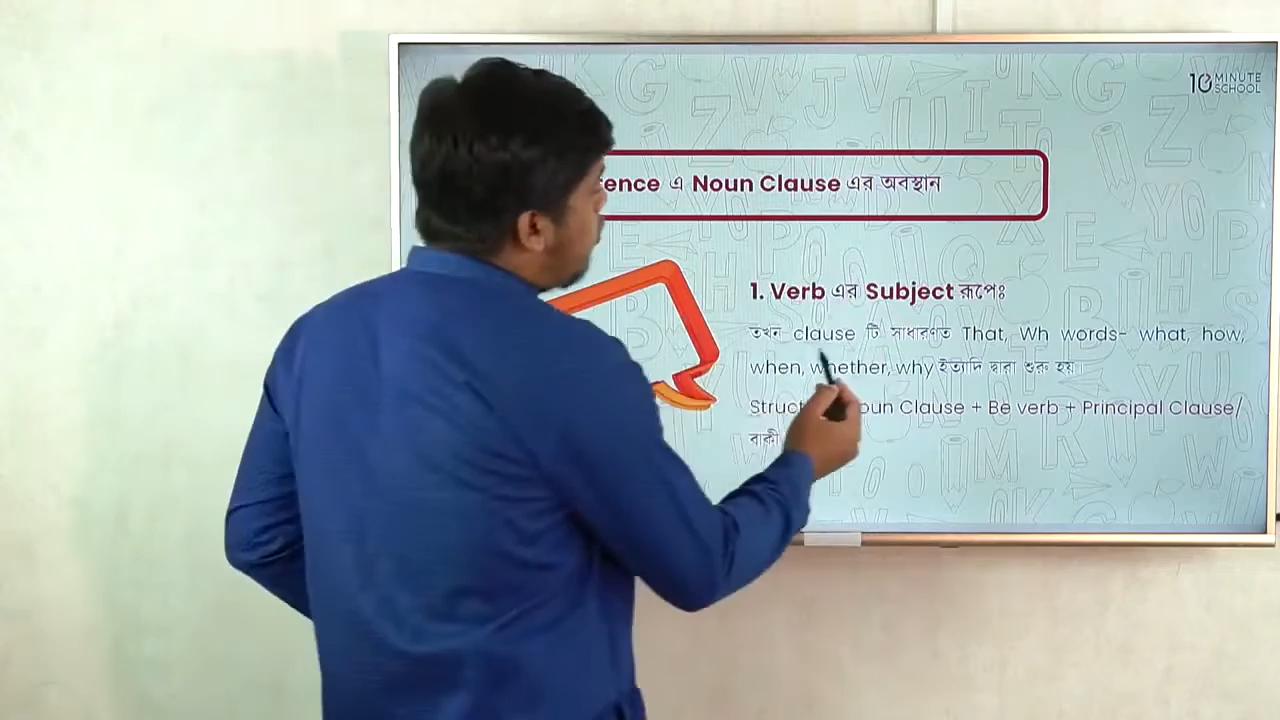 10 MINUTE
SCHOOL
tence এ Noun Clause এর অবস্থান
1. Verb এর Subject রূপেঃ
তখন clause টি সাধারণত That, Wh words- what, how,
when, whether, why ইত্যাদি দ্বারা শুরু হয়।
Struct oun Clause + Be verb + Principal Clause/
বাকী